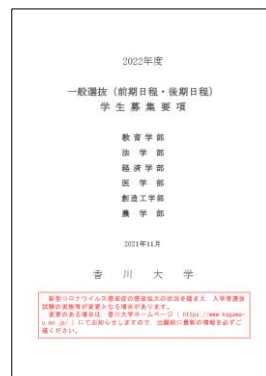 2022年度
一般選抜（前期日程・後期日程）
学生募集要項
教育学部
法学部
経済学部
医学部
創造工学部
農学部
2021年11月
香川大学
新型コロナウイルス感染症の感染拡大の状況を踏まえ、入学者選抜
試験の実施等が変更となる場合があります。
変更のある場合は、香川大学ホームページ（ https://www.kagawa-
u.ac.jp/ ）にてお知らせしますので、出願前に最新の情報を必ずご
確認ください。